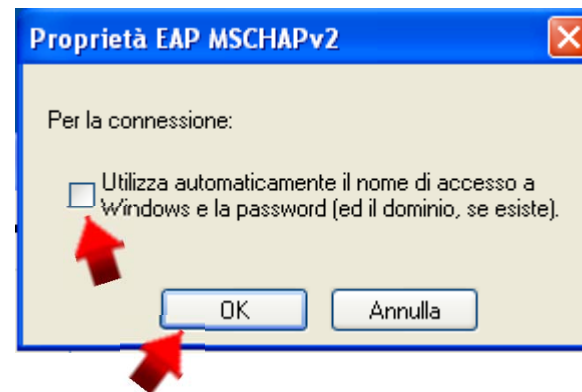 Proprietà EAP MSCHAPv2
Per la connessione:
Utilizza automaticamente il nome di accesso a
Windows e la password (ed il dominio, se esiste).
OK
Annulla